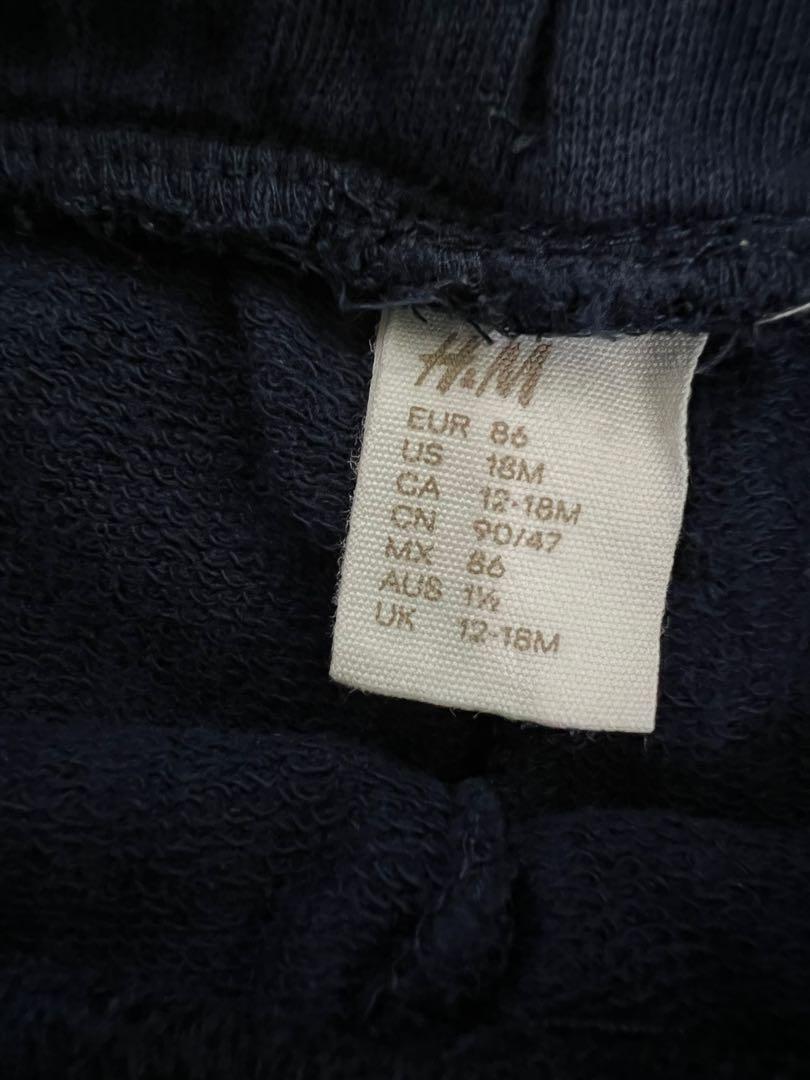 H&M
EUR 86
US 18M
CA 12-18M
CN 90/47
MX 86
AUS 1½
UK 12-18M